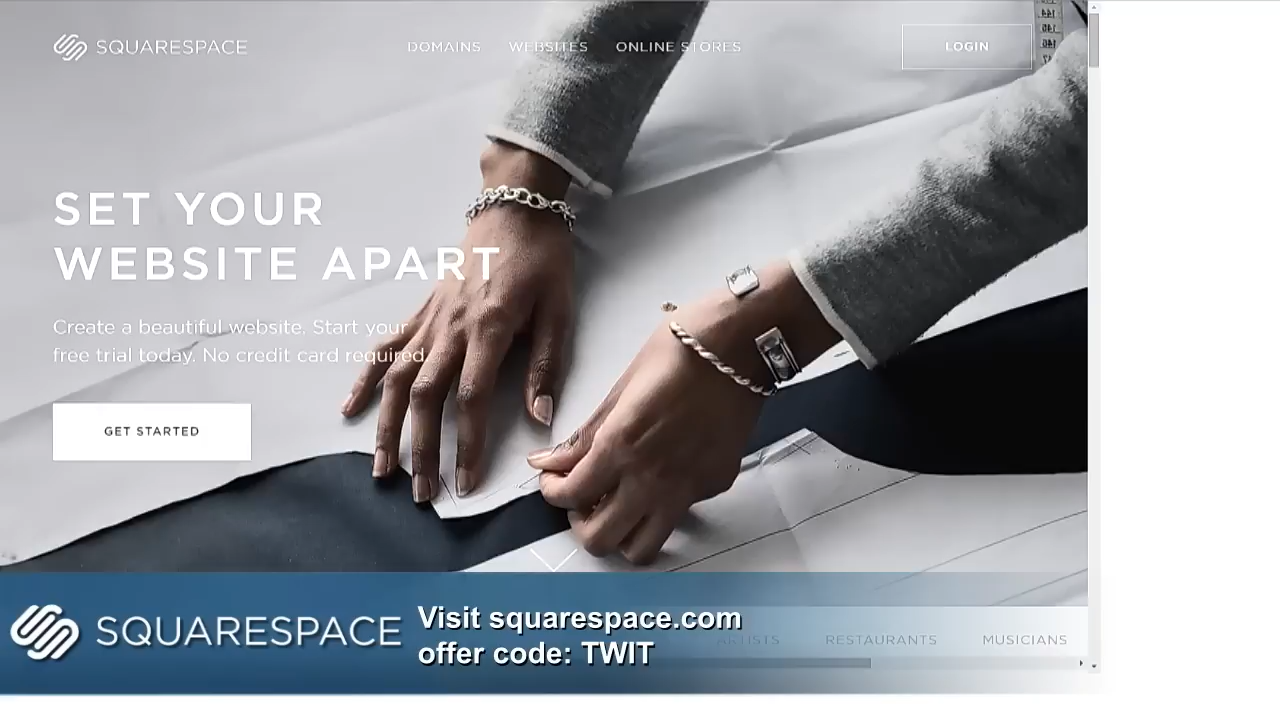 SQUARESPACE
DOMAINS WEBSITES ONLINE STORES
LOGIN
SET YOUR
WEBSITE APART
Create a beautiful website. Start your
free trial today. No credit card required.
GET STARTED
SQUARESPACE
Visit squarespace.com
offer code: TWIT
ARTISTS RESTAURANTS MUSICIANS